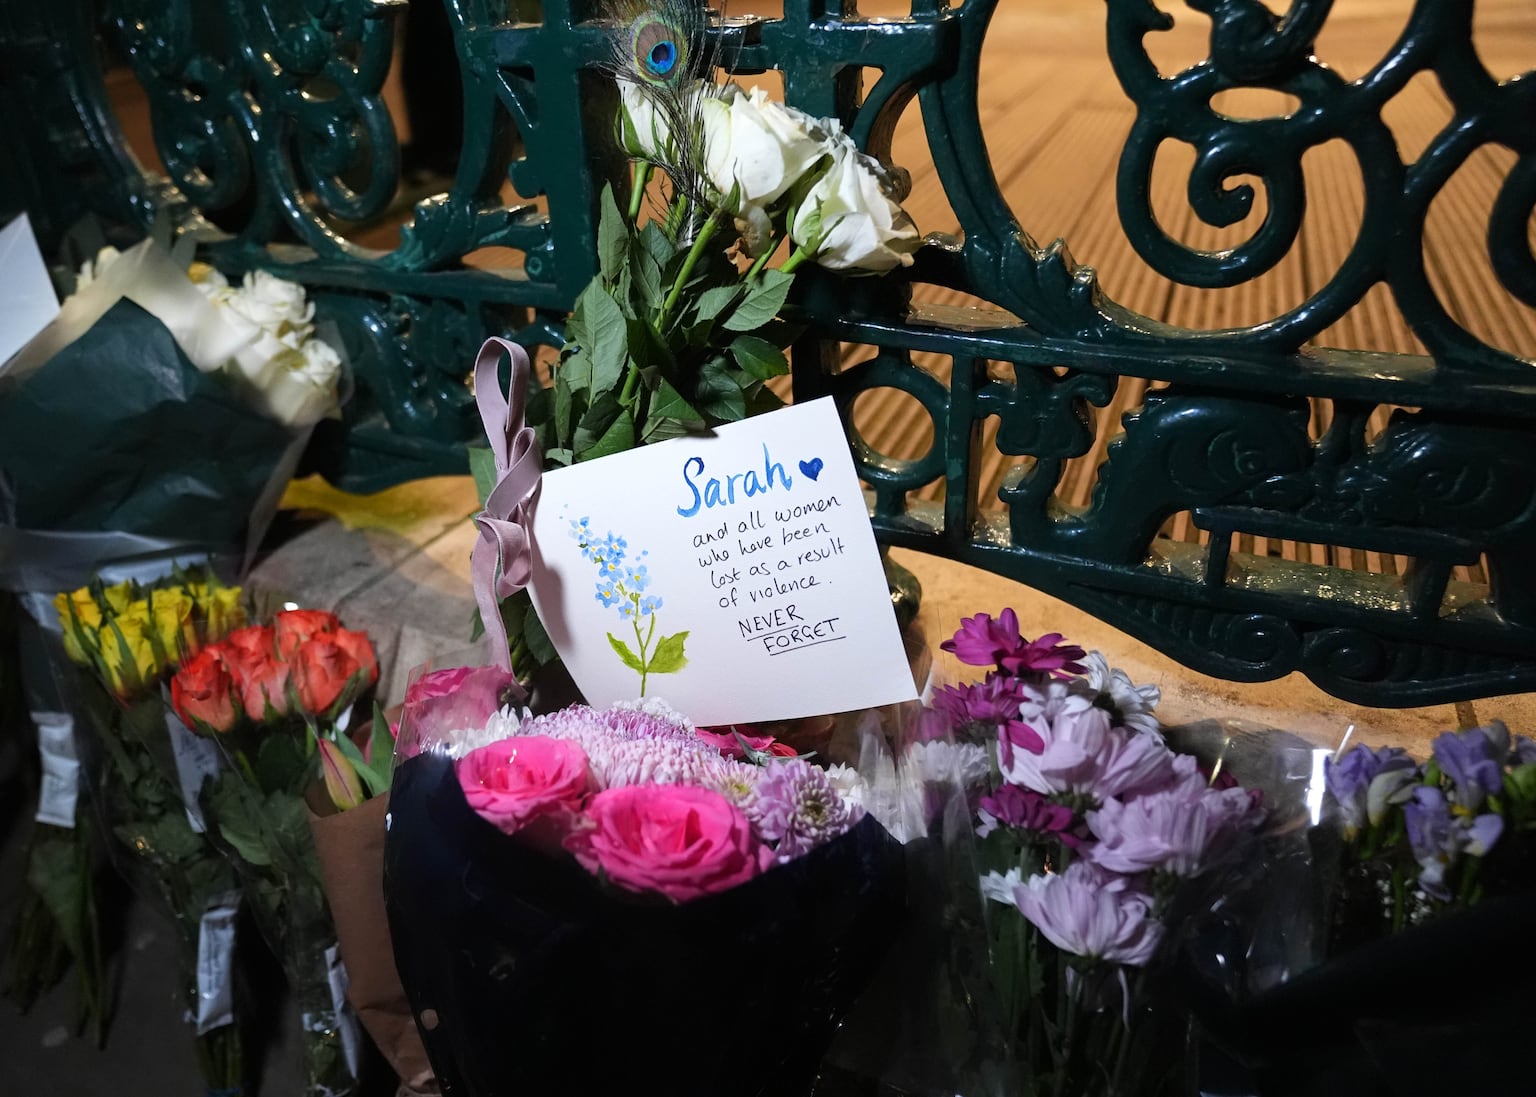 Sarah
and all women
who have been
lost as a result
of violence.
NEVER
FORGET